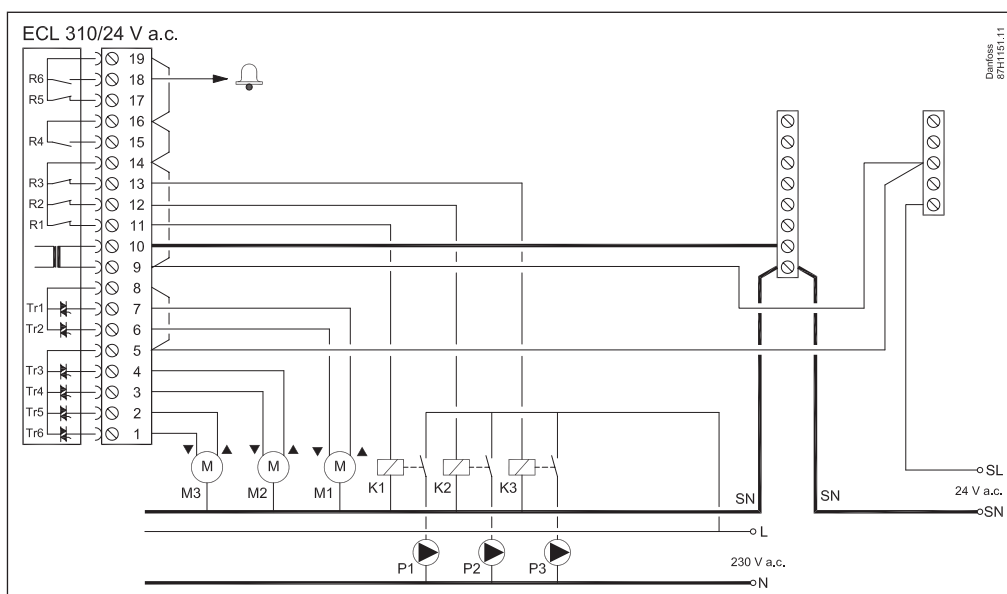 ECL 310/24 V a.c.
Danfoss
87H1151.11
19
R6 18
R5 17
16
R4 15
14
R3 13
R2 12
R1 11
10
9
8
Tr1 7
Tr2 6
5
Tr3 4
Tr4 3
Tr5 2
Tr6 1
M M M
M3 M2 M1 K1 K2 K3
SL
24 V a.c.
SN SN SN
L
P1 P2 P3
230 V a.c.
N